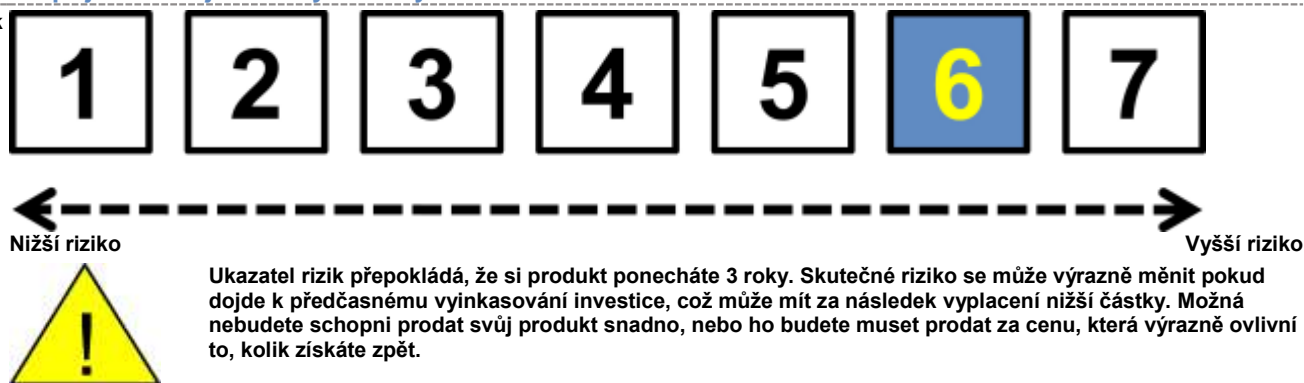 1 2 3 4 5 6 7
Nižší riziko Vyšší riziko
Ukazatel rizik přepokládá, že si produkt ponecháte 3 roky. Skutečné riziko se může výrazně měnit pokud
dojde k předčasnému vyinkasování investice, což může mít za následek vyplacení nižší částky. Možná
nebudete schopni prodat svůj produkt snadno, nebo ho budete muset prodat za cenu, která výrazně ovlivní
to, kolik získáte zpět.
!